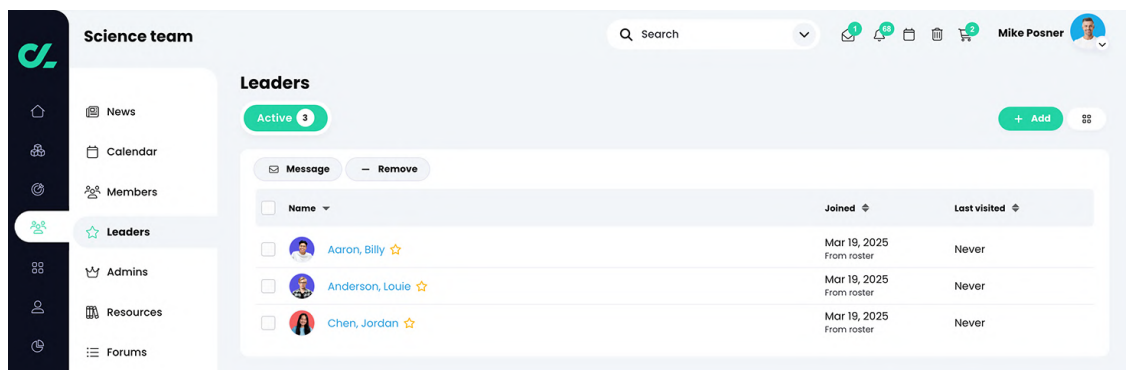 Science team
Search
1
68
2
Mike Posner
News
Calendar
Members
Leaders
Admins
Resources
Forums
Leaders
Active 3
+ Add
Message
Remove
Name
Joined
Last visited
Aaron, Billy
Mar 19, 2025
From roster
Never
Anderson, Louie
Mar 19, 2025
From roster
Never
Chen, Jordan
Mar 19, 2025
From roster
Never